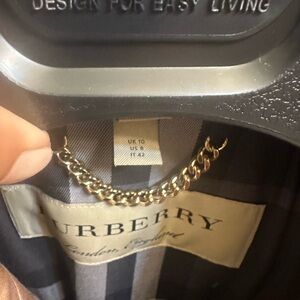 DESIGN FOR EASY LIVING
UK 10
US 8
IT 42
BURBERRY
London, England